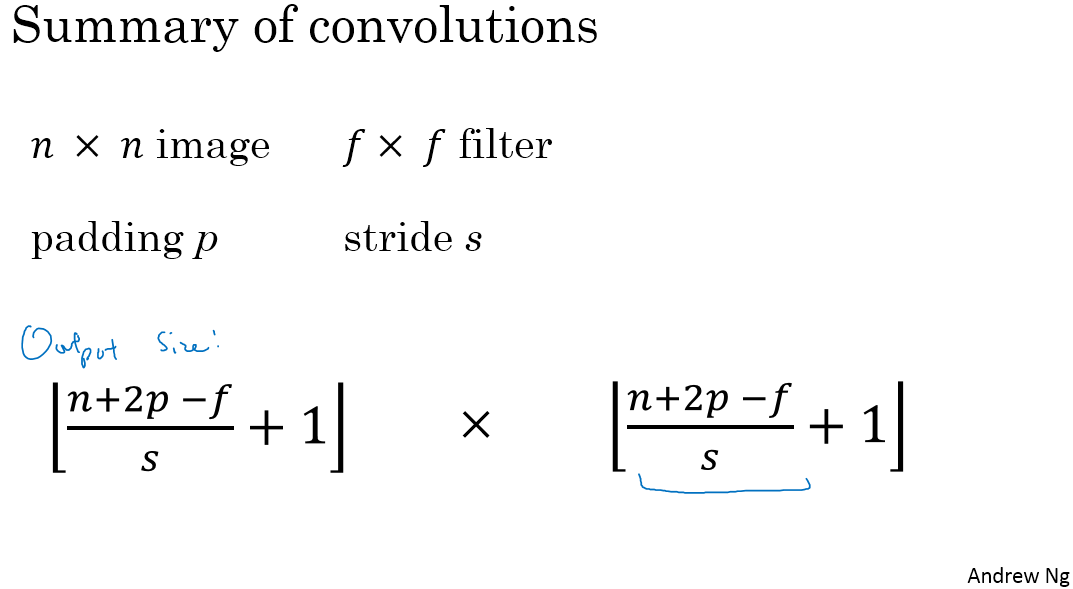 Summary of convolutions
n × n image f × f filter
padding p stride s
Output size:
⌊(n+2p −f)/s + 1⌋ × ⌊(n+2p −f)/s + 1⌋
Andrew Ng